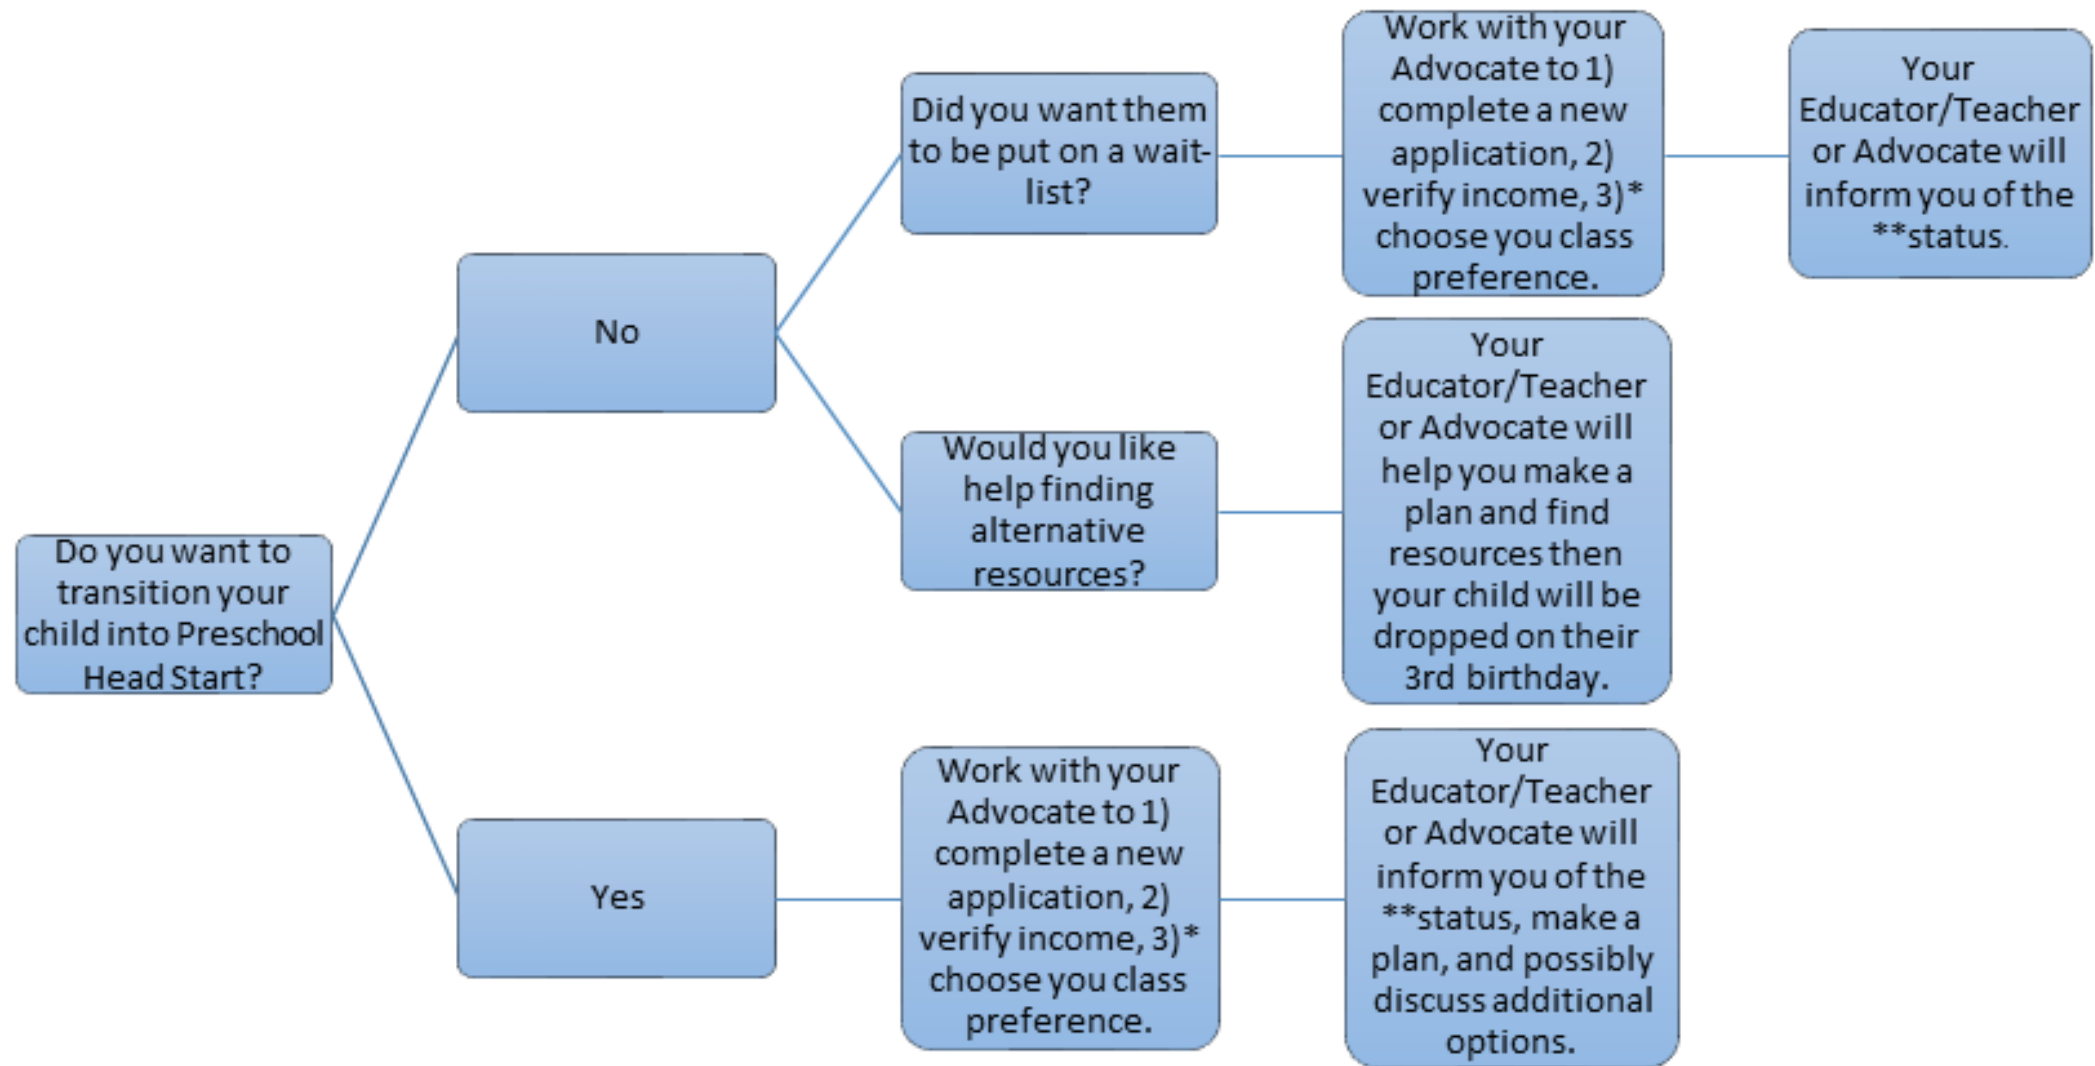 Do you want to
transition your
child into Preschool
Head Start?
No
Did you want them
to be put on a wait-
list?
Work with your
Advocate to 1)
complete a new
application, 2)
verify income, 3)*
choose you class
preference.
Your
Educator/Teacher
or Advocate will
inform you of the
**status.
Would you like
help finding
alternative
resources?
Your
Educator/Teacher
or Advocate will
help you make a
plan and find
resources then
your child will be
dropped on their
3rd birthday.
Yes
Work with your
Advocate to 1)
complete a new
application, 2)
verify income, 3)*
choose you class
preference.
Your
Educator/Teacher
or Advocate will
inform you of the
**status, make a
plan, and possibly
discuss additional
options.